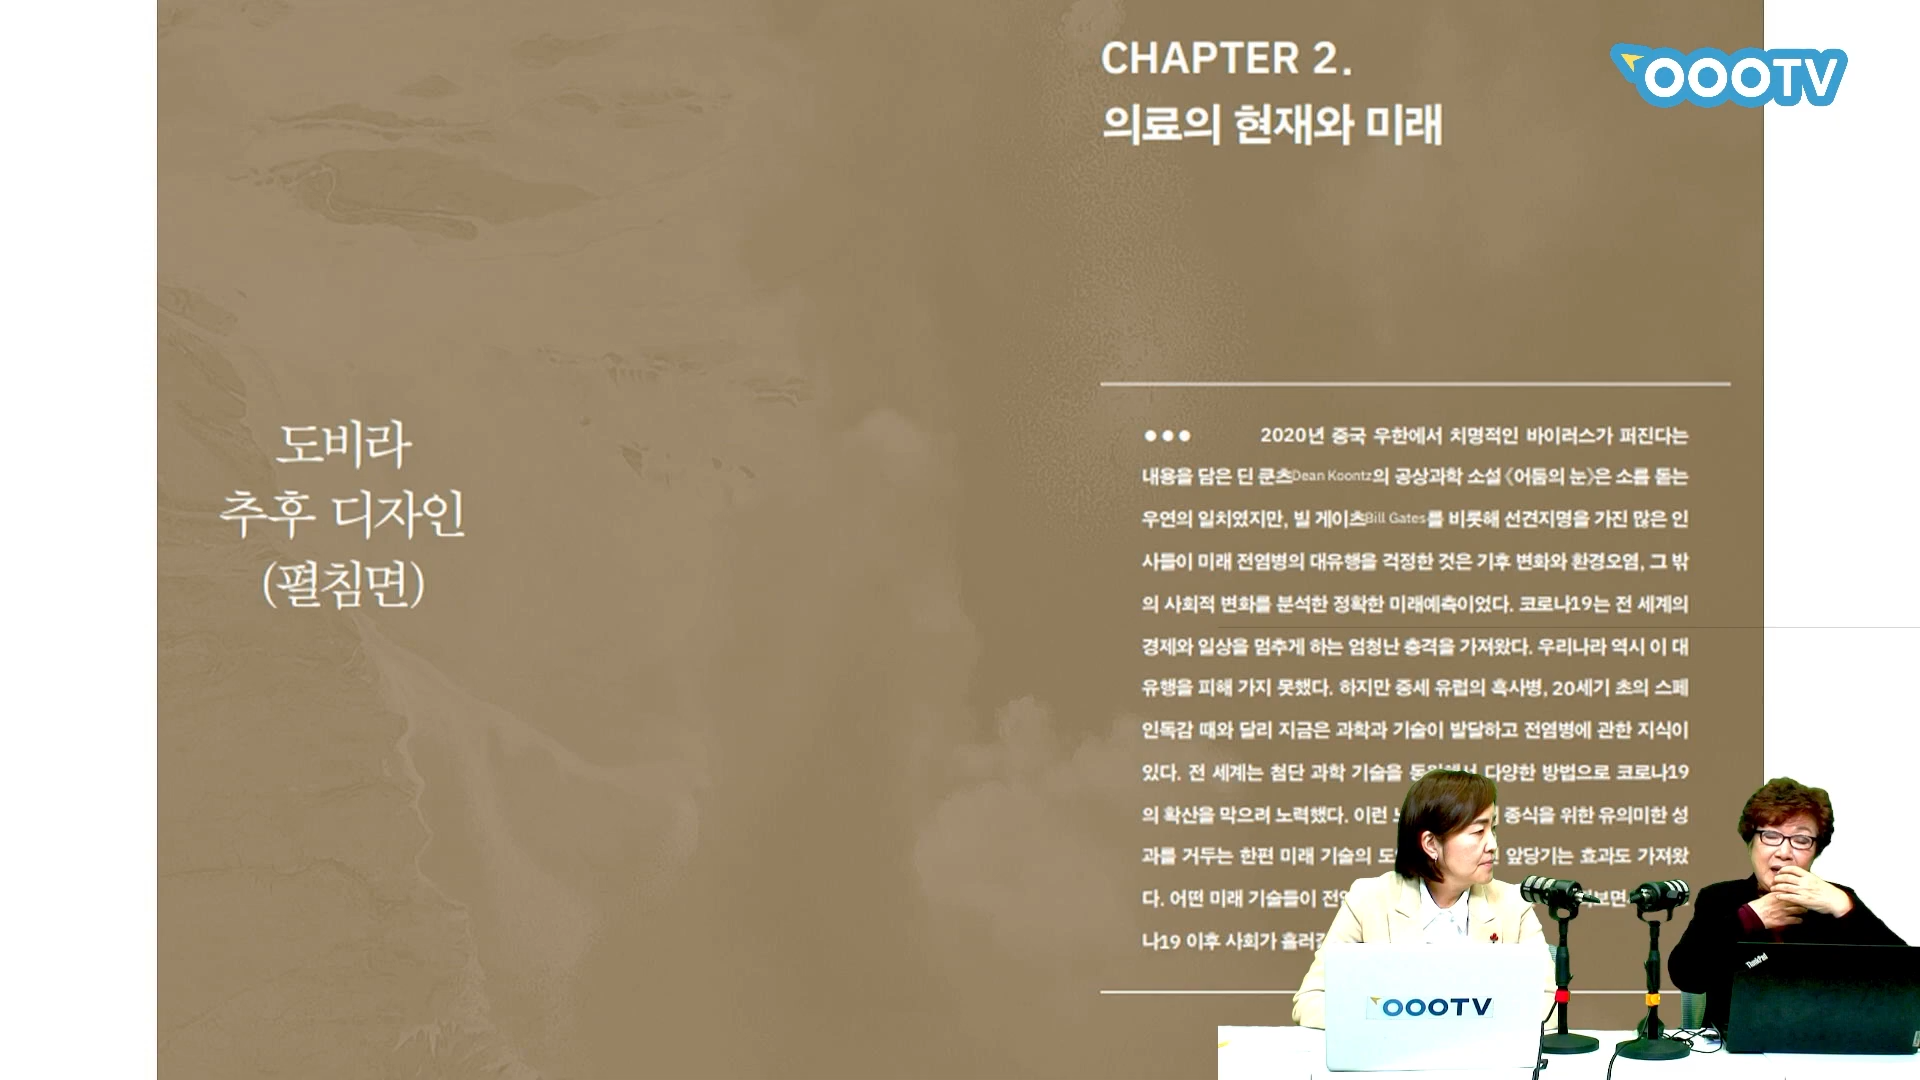 CHAPTER 2.
의료의 현재와 미래
OOOTV
도비라
추후 디자인
(펼침면)
●●● 2020년 중국 우한에서 치명적인 바이러스가 퍼진다는
내용을 담은 딘 쿤츠Dean Koontz의 공상과학 소설《어둠의 눈》은 소름 돋는
우연의 일치였지만, 빌 게이츠Bill Gates를 비롯해 선견지명을 가진 많은 인
사들이 미래 전염병의 대유행을 걱정한 것은 기후 변화와 환경오염, 그 밖
의 사회적 변화를 분석한 정확한 미래예측이었다. 코로나19는 전 세계의
경제와 일상을 멈추게 하는 엄청난 충격을 가져왔다. 우리나라 역시 이 대
유행을 피해 가지 못했다. 하지만 중세 유럽의 흑사병, 20세기 초의 스페
인독감 때와 달리 지금은 과학과 기술이 발달하고 전염병에 관한 지식이
있다. 전 세계는 첨단 과학 기술을 다양한 방법으로 코로나19
의 확산을 막으려 노력했다. 이런 종식을 위한 유의미한 성
과를 거두는 한편 미래 기술의 앞당기는 효과도 가져왔
다. 어떤 미래 기술들이
나19 이후 사회가
ThinkPad
OOOTV